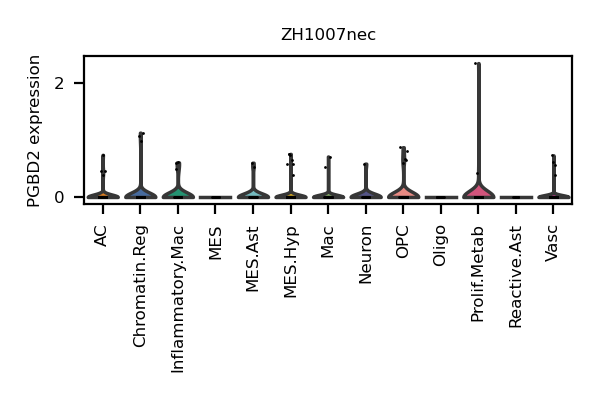 ZH1007nec
PGBD2 expression
2
0
AC
Chromatin.Reg
Inflammatory.Mac
MES
MES.Ast
MES.Hyp
Mac
Neuron
OPC
Oligo
Prolif.Metab
Reactive.Ast
Vasc